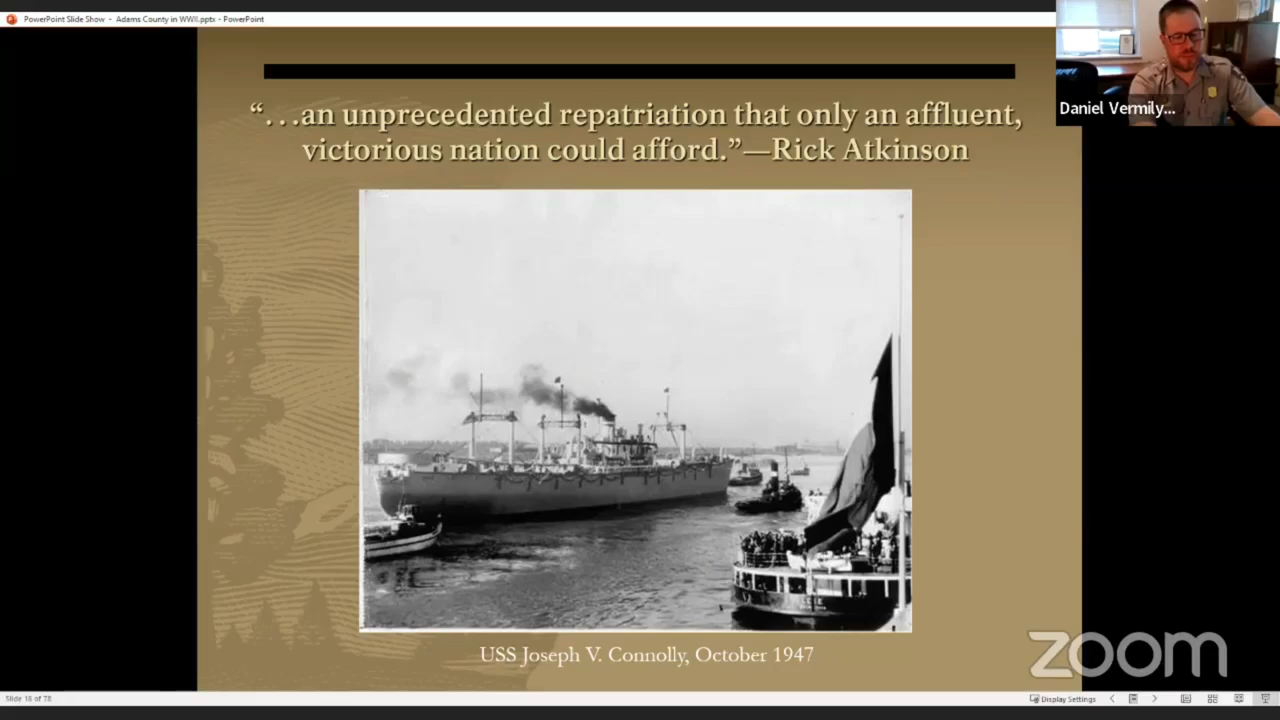 PowerPoint Slide Show - Adams County in WWII.pptx - PowerPoint
Daniel Vermily...
“…an unprecedented repatriation that only an affluent,
victorious nation could afford.”—Rick Atkinson
USS Joseph V. Connolly, October 1947
zoom
Slide 16 of 78
Display Settings